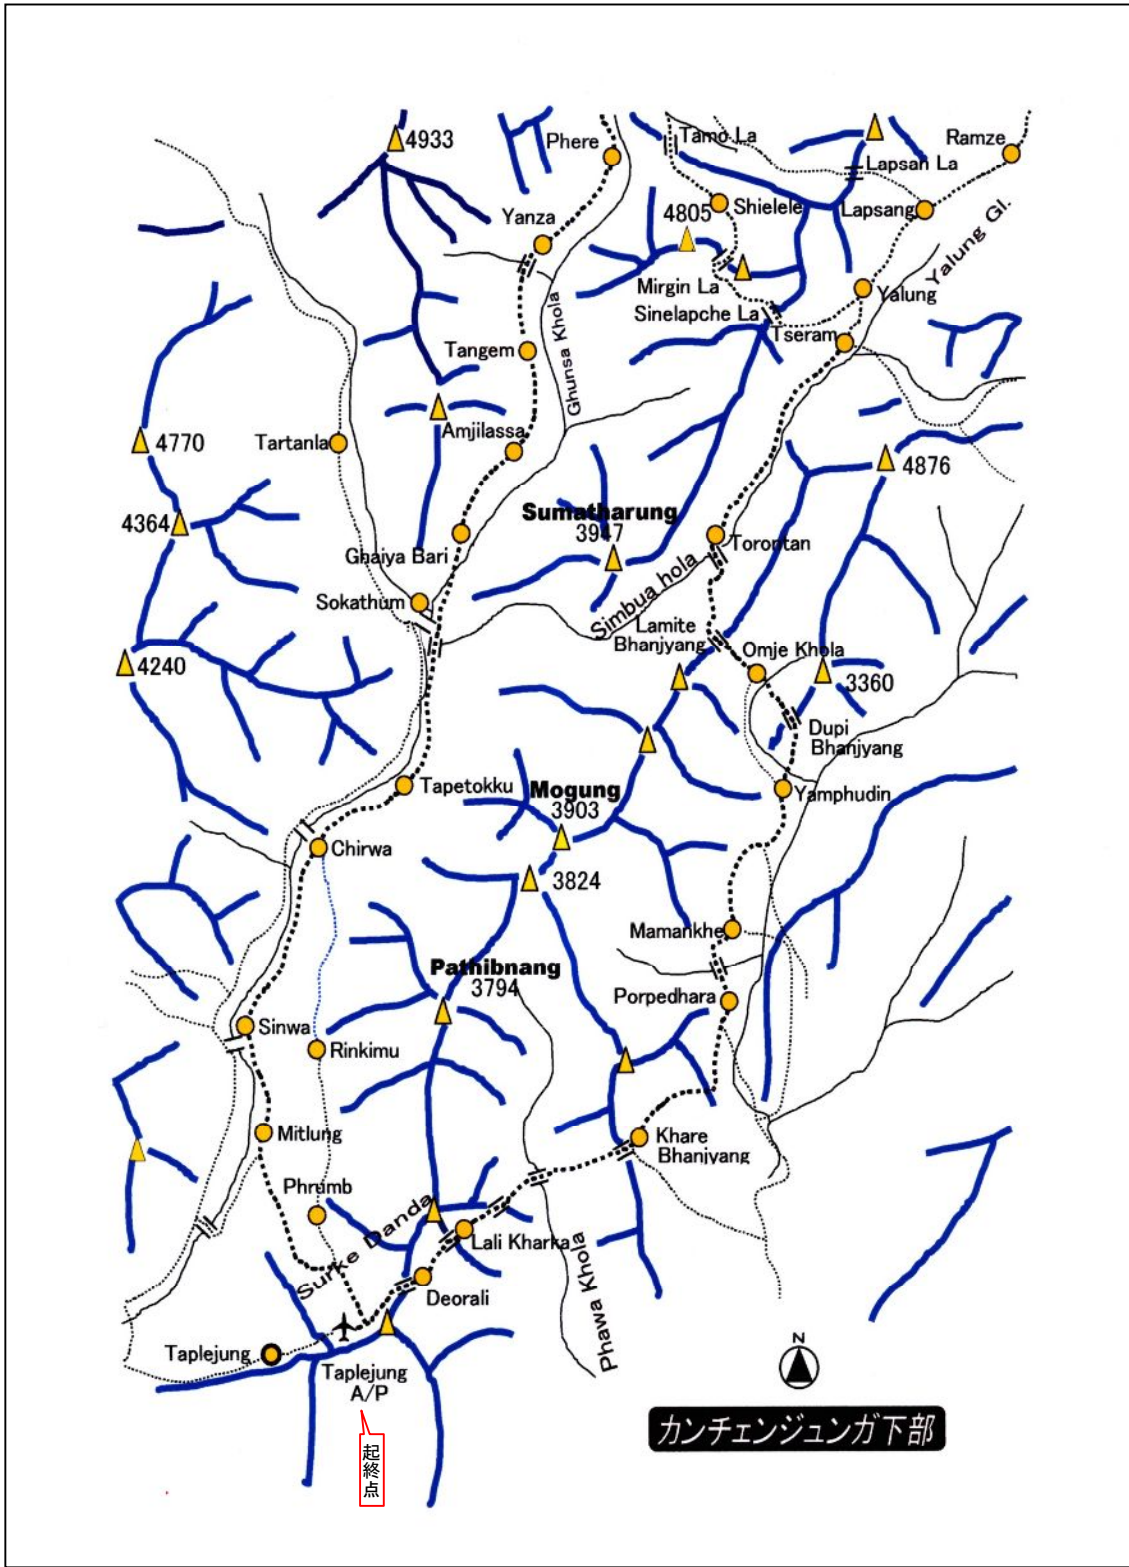 4933
Phere
Tamo La
Ramze
Lapsan La
Yanza
4805
Shielele
Lapsang
Yalung Gl.
Mirgin La
Sinelapche La
Yalung
Tseram
Ghunsa Khola
Tangem
Amjilassa
4770
Tartanla
4876
4364
Sumatharung
3947
Torontan
Ghaiya Bari
Simbua hola
Sokathum
Lamite
Bhanjyang
Omje Khola
4240
3360
Dupi
Bhanjyang
Tapetokku
Mogung
3903
Yamphudin
Chirwa
3824
Mamankhe
Pathibnang
3794
Porpedhara
Sinwa
Rinkimu
Mitlung
Khare
Bhanjyang
Phrumb
Surke Danda
Lali Kharka
Deorali
Phawa Khola
Taplejung
Taplejung
A/P
N
カンチェンジュンガ下部
起終点